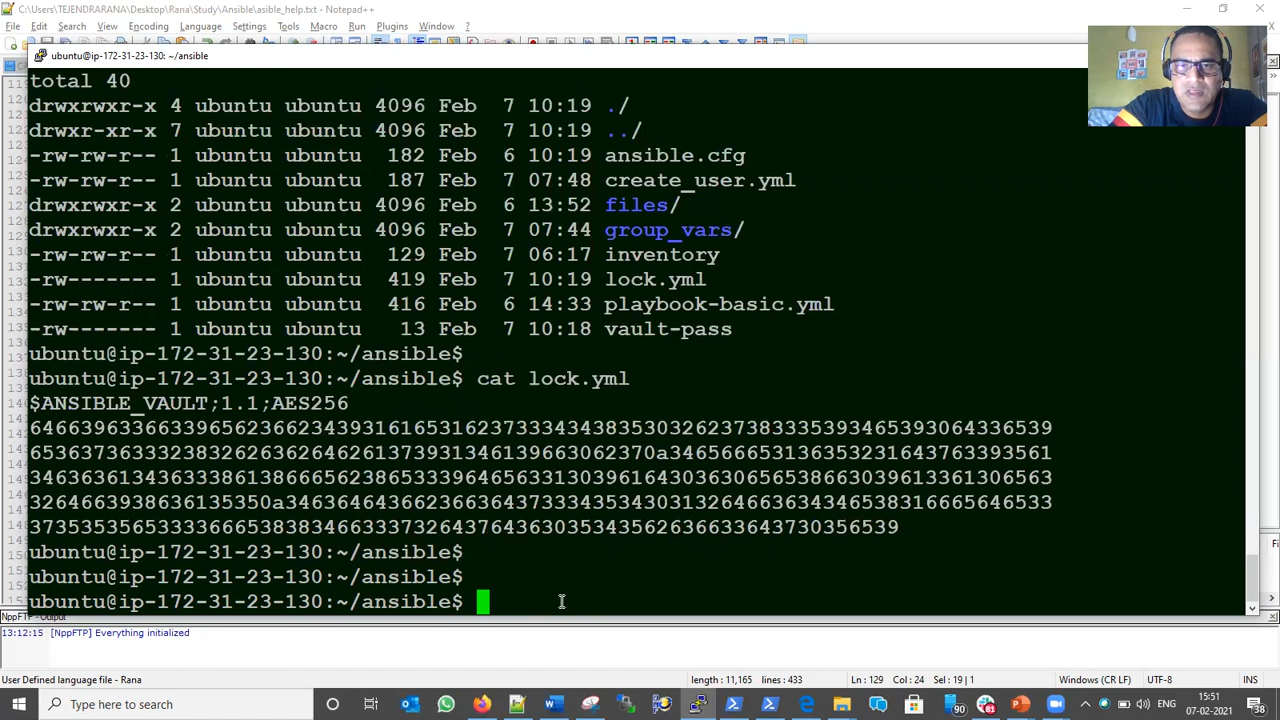 C:\Users\TEJENDRARANA\Desktop\Rana\Study\Ansible\asible_help.txt - Notepad++
File Edit Search View Encoding Language Settings Tools Macro Run Plugins Window ?
ubuntu@ip-172-31-23-130: ~/ansible
total 40
drwxrwxr-x 4 ubuntu ubuntu 4096 Feb 7 10:19 ./
drwxr-xr-x 7 ubuntu ubuntu 4096 Feb 7 10:19 ../
-rw-rw-r-- 1 ubuntu ubuntu 182 Feb 6 10:19 ansible.cfg
-rw-rw-r-- 1 ubuntu ubuntu 187 Feb 7 07:48 create_user.yml
drwxrwxr-x 2 ubuntu ubuntu 4096 Feb 6 13:52 files/
drwxrwxr-x 2 ubuntu ubuntu 4096 Feb 7 07:44 group_vars/
-rw-rw-r-- 1 ubuntu ubuntu 129 Feb 7 06:17 inventory
-rw------- 1 ubuntu ubuntu 419 Feb 7 10:19 lock.yml
-rw-rw-r-- 1 ubuntu ubuntu 416 Feb 6 14:33 playbook-basic.yml
-rw------- 1 ubuntu ubuntu 13 Feb 7 10:18 vault-pass
ubuntu@ip-172-31-23-130:~/ansible$
ubuntu@ip-172-31-23-130:~/ansible$ cat lock.yml
$ANSIBLE_VAULT;1.1;AES256
ubuntu@ip-172-31-23-130:~/ansible$
ubuntu@ip-172-31-23-130:~/ansible$
ubuntu@ip-172-31-23-130:~/ansible$
NppFTP - Output
13:12:15 [NppFTP] Everything initialized
User Defined language file - Rana length : 11,165 lines : 433 Ln : 129 Col : 24 Sel : 19 | 1 Windows (CR LF) UTF-8 INS
Type here to search
90 81 ENG 15:51
07-02-2021 38